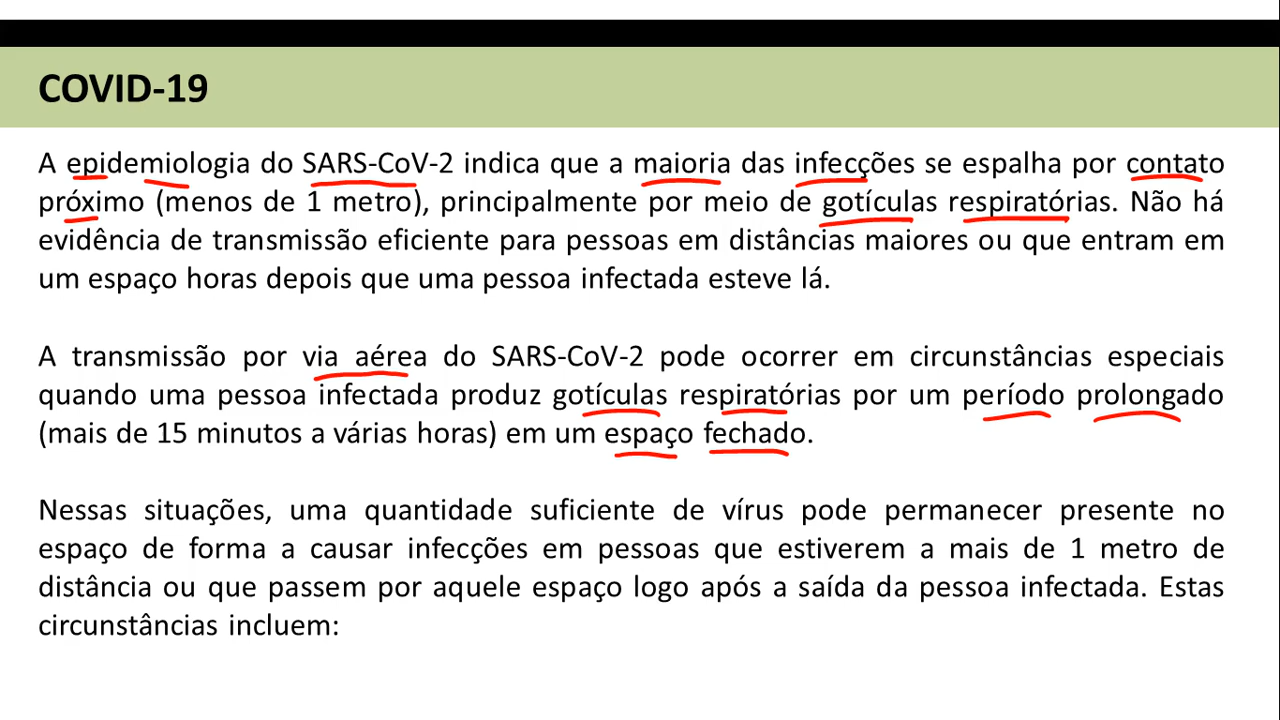 COVID-19
A epidemiologia do SARS-CoV-2 indica que a maioria das infecções se espalha por contato
próximo (menos de 1 metro), principalmente por meio de gotículas respiratórias. Não há
evidência de transmissão eficiente para pessoas em distâncias maiores ou que entram em
um espaço horas depois que uma pessoa infectada esteve lá.
A transmissão por via aérea do SARS-CoV-2 pode ocorrer em circunstâncias especiais
quando uma pessoa infectada produz gotículas respiratórias por um período prolongado
(mais de 15 minutos a várias horas) em um espaço fechado.
Nessas situações, uma quantidade suficiente de vírus pode permanecer presente no
espaço de forma a causar infecções em pessoas que estiverem a mais de 1 metro de
distância ou que passem por aquele espaço logo após a saída da pessoa infectada. Estas
circunstâncias incluem: